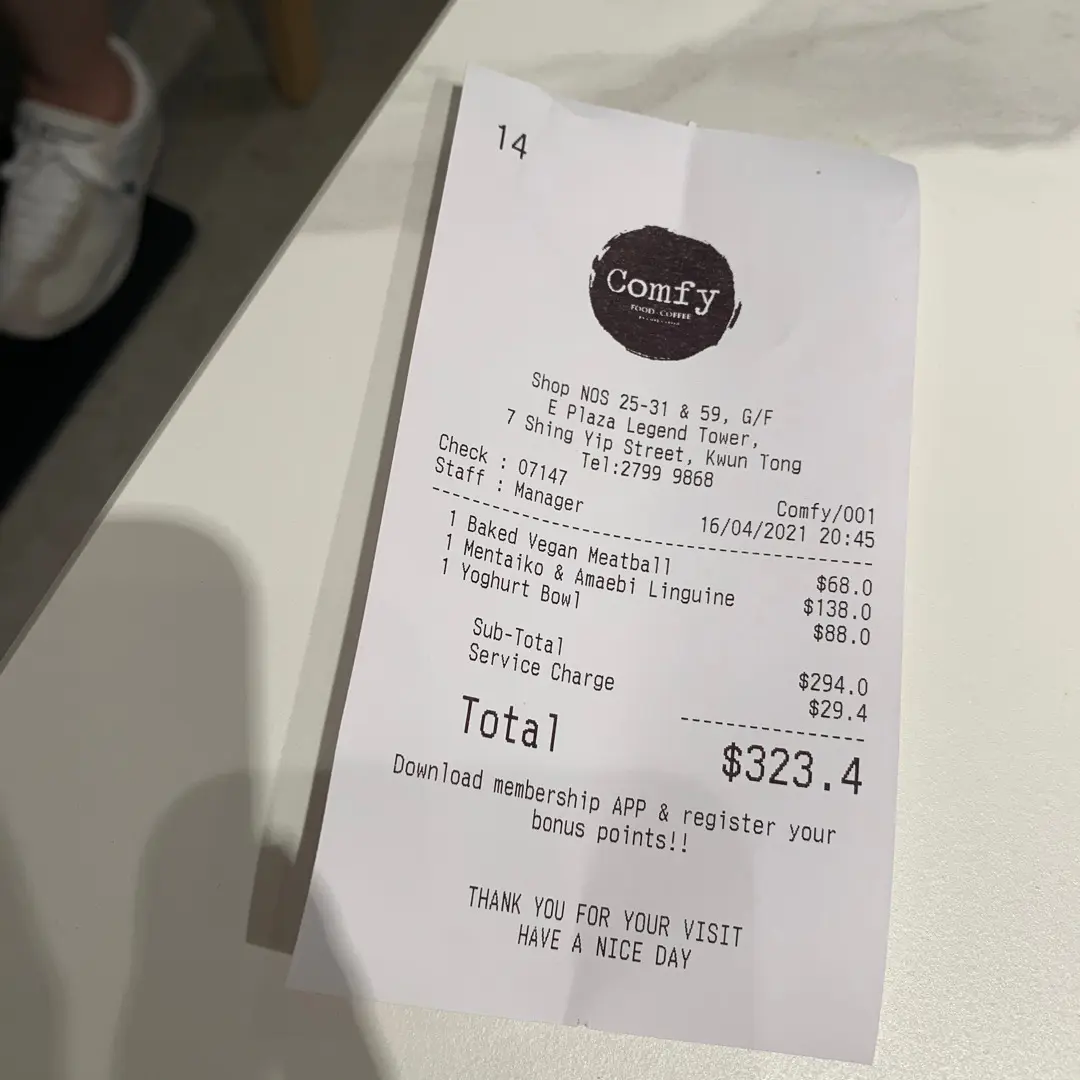 14
Comfy
FOOD · COFFEE
Shop NOS 25-31 & 59, G/F
E Plaza Legend Tower,
7 Shing Yip Street, Kwun Tong
Tel:2799 9868
Check : 07147 Comfy/001
Staff : Manager 16/04/2021 20:45
1 Baked Vegan Meatball $68.0
1 Mentaiko & Amaebi Linguine $138.0
1 Yoghurt Bowl $88.0
Sub-Total $294.0
Service Charge $29.4
Total $323.4
Download membership APP & register your
bonus points!!
THANK YOU FOR YOUR VISIT
HAVE A NICE DAY